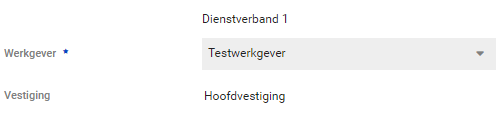 Dienstverband 1
Werkgever * Testwerkgever
Vestiging Hoofdvestiging